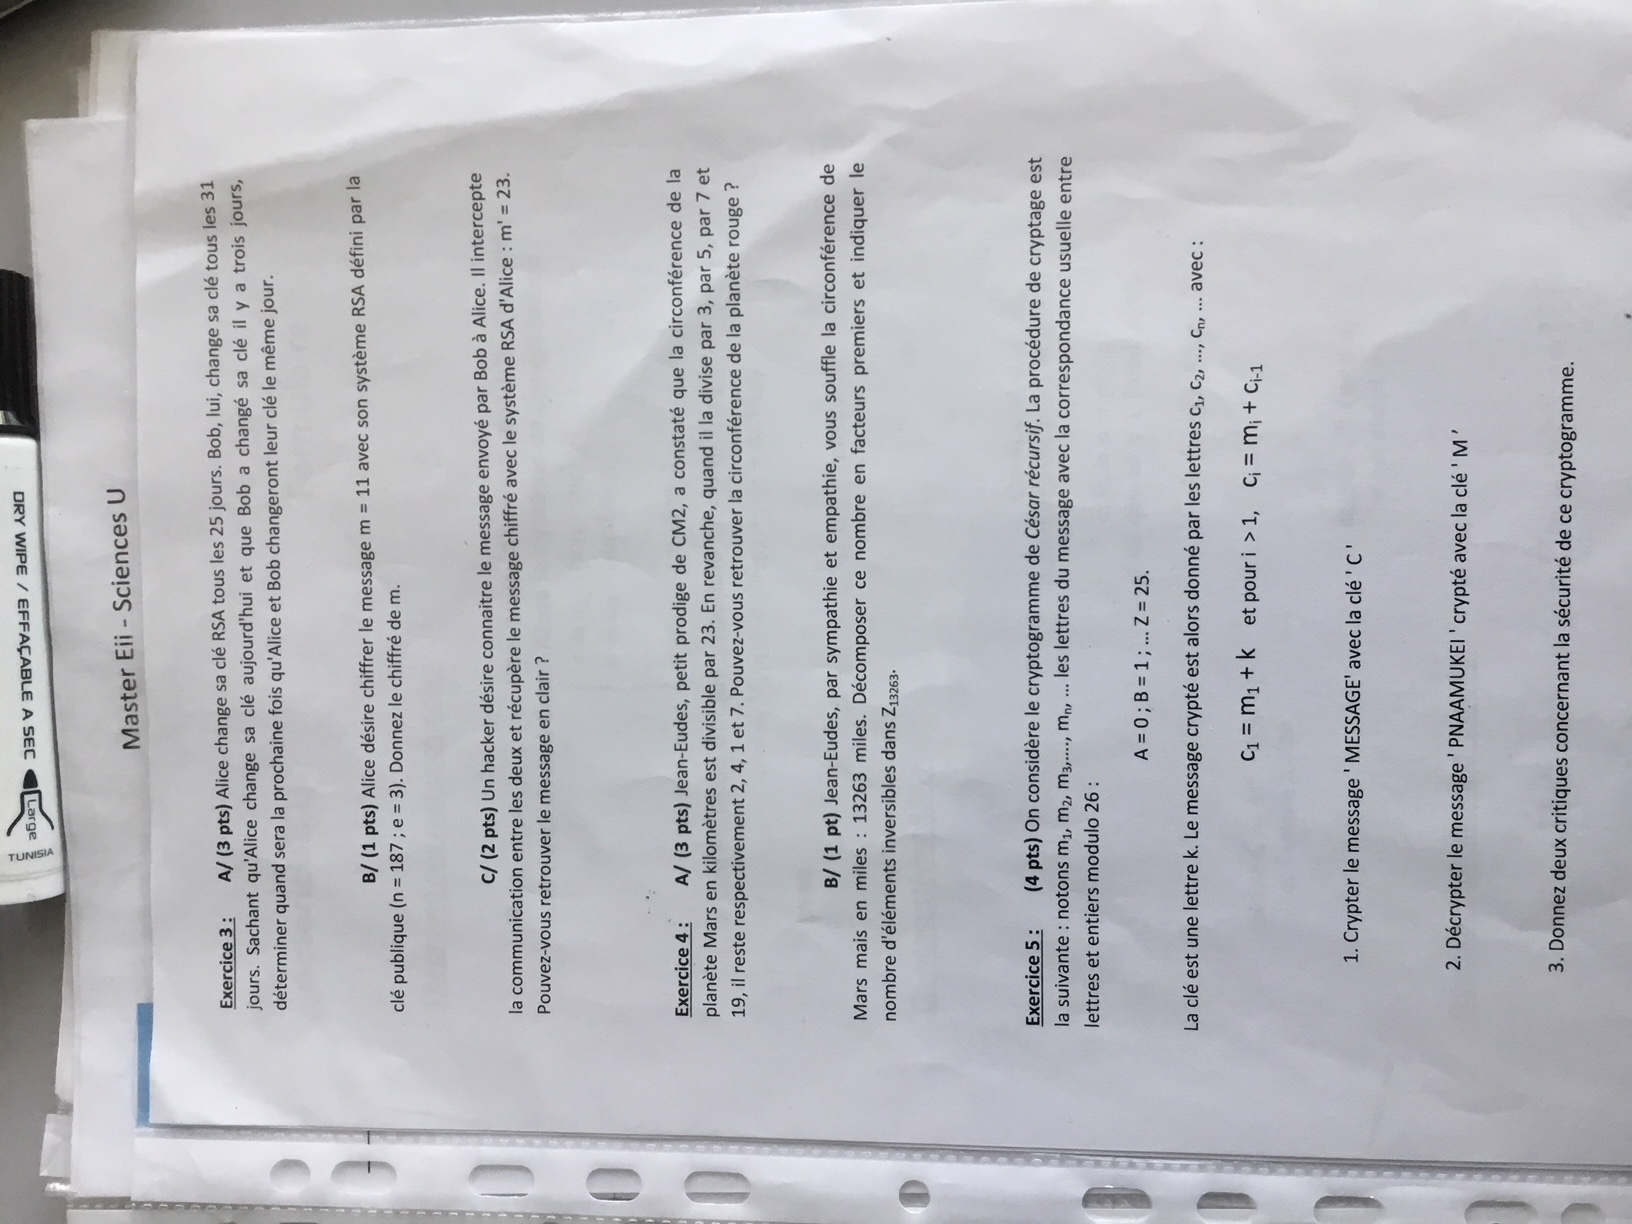 DRY WIPE / EFFAÇABLE A SEC
Large
TUNISIA
Master Eii - Sciences U
Exercice 3 : A/ (3 pts) Alice change sa clé RSA tous les 25 jours. Bob, lui, change sa clé tous les 31
jours. Sachant qu'Alice change sa clé aujourd'hui et que Bob a changé sa clé il y a trois jours,
déterminer quand sera la prochaine fois qu'Alice et Bob changeront leur clé le même jour.
B/ (1 pts) Alice désire chiffrer le message m = 11 avec son système RSA défini par la
clé publique (n = 187 ; e = 3). Donnez le chiffré de m.
C/ (2 pts) Un hacker désire connaitre le message envoyé par Bob à Alice. Il intercepte
la communication entre les deux et récupère le message chiffré avec le système RSA d'Alice : m' = 23.
Pouvez-vous retrouver le message en clair ?
Exercice 4 : A/ (3 pts) Jean-Eudes, petit prodige de CM2, a constaté que la circonférence de la
planète Mars en kilomètres est divisible par 23. En revanche, quand il la divise par 3, par 5, par 7 et
19, il reste respectivement 2, 4, 1 et 7. Pouvez-vous retrouver la circonférence de la planète rouge ?
B/ (1 pt) Jean-Eudes, par sympathie et empathie, vous souffle la circonférence de
Mars mais en miles : 13263 miles. Décomposer ce nombre en facteurs premiers et indiquer le
nombre d'éléments inversibles dans Z₁₃₂₆₃.
Exercice 5 : (4 pts) On considère le cryptogramme de César récursif. La procédure de cryptage est
la suivante : notons m₁, m₂, m₃,...., mₙ, ... les lettres du message avec la correspondance usuelle entre
lettres et entiers modulo 26 :
A = 0 ; B = 1 ; ... Z = 25.
La clé est une lettre k. Le message crypté est alors donné par les lettres c₁, c₂, ..., cₙ, ... avec :
c₁ = m₁ + k et pour i > 1, cᵢ = mᵢ + cᵢ₋₁
1. Crypter le message ' MESSAGE' avec la clé ' C '
2. Décrypter le message ' PNAAMUKEI ' crypté avec la clé ' M '
3. Donnez deux critiques concernant la sécurité de ce cryptogramme.